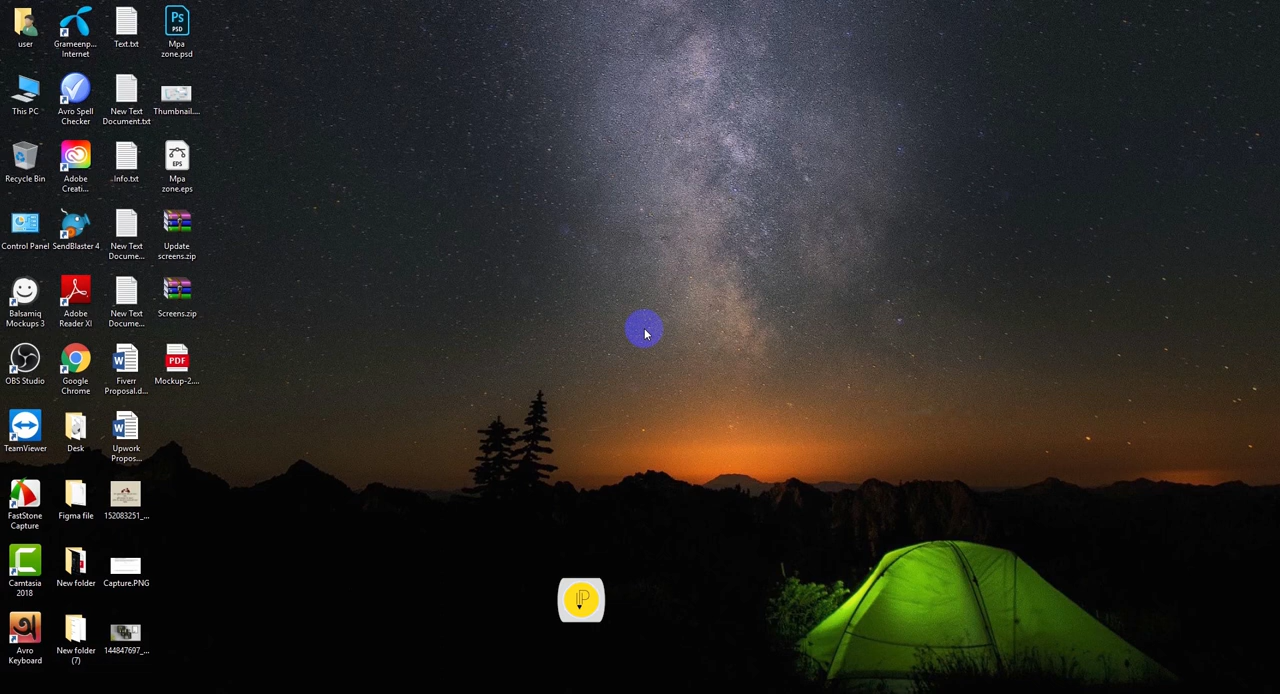 user
Grameenp...
Internet
Text.txt
Ps
PSD
Mpa
zone.psd
This PC
Avro Spell
Checker
New Text
Document.txt
Thumbnail....
Recycle Bin
Adobe
Creati...
Info.txt
EPS
Mpa
zone.eps
Control Panel
SendBlaster 4
New Text
Docume...
Update
screens.zip
Balsamiq
Mockups 3
Adobe
Reader XI
New Text
Docume...
Screens.zip
OBS Studio
Google
Chrome
W
Fiverr
Proposal.d...
PDF
Mockup-2....
TeamViewer
Desk
W
Upwork
Propos...
FastStone
Capture
Figma file
152083251_...
Camtasia
2018
New folder
Capture.PNG
অ
Avro
Keyboard
New folder
(7)
144847697_...